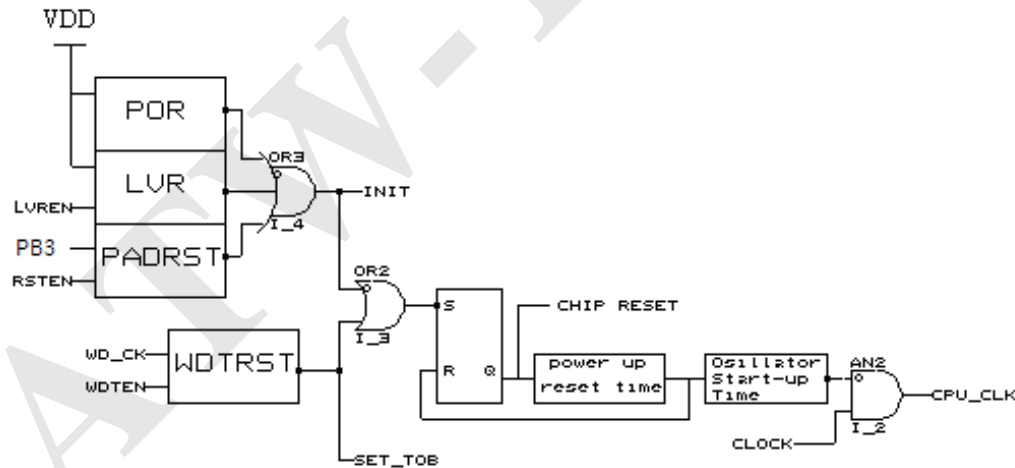 VDD
POR
LVR
LVREN
PB3
PADRST
RSTEN
OR3
I_4
INIT
WD_CK
WDTEN
WDTRST
SET_TOB
OR2
I_3
S
R Q
CHIP RESET
power up
reset time
Osillator
Start-up
Time
AN2
I_2
CLOCK
CPU_CLK